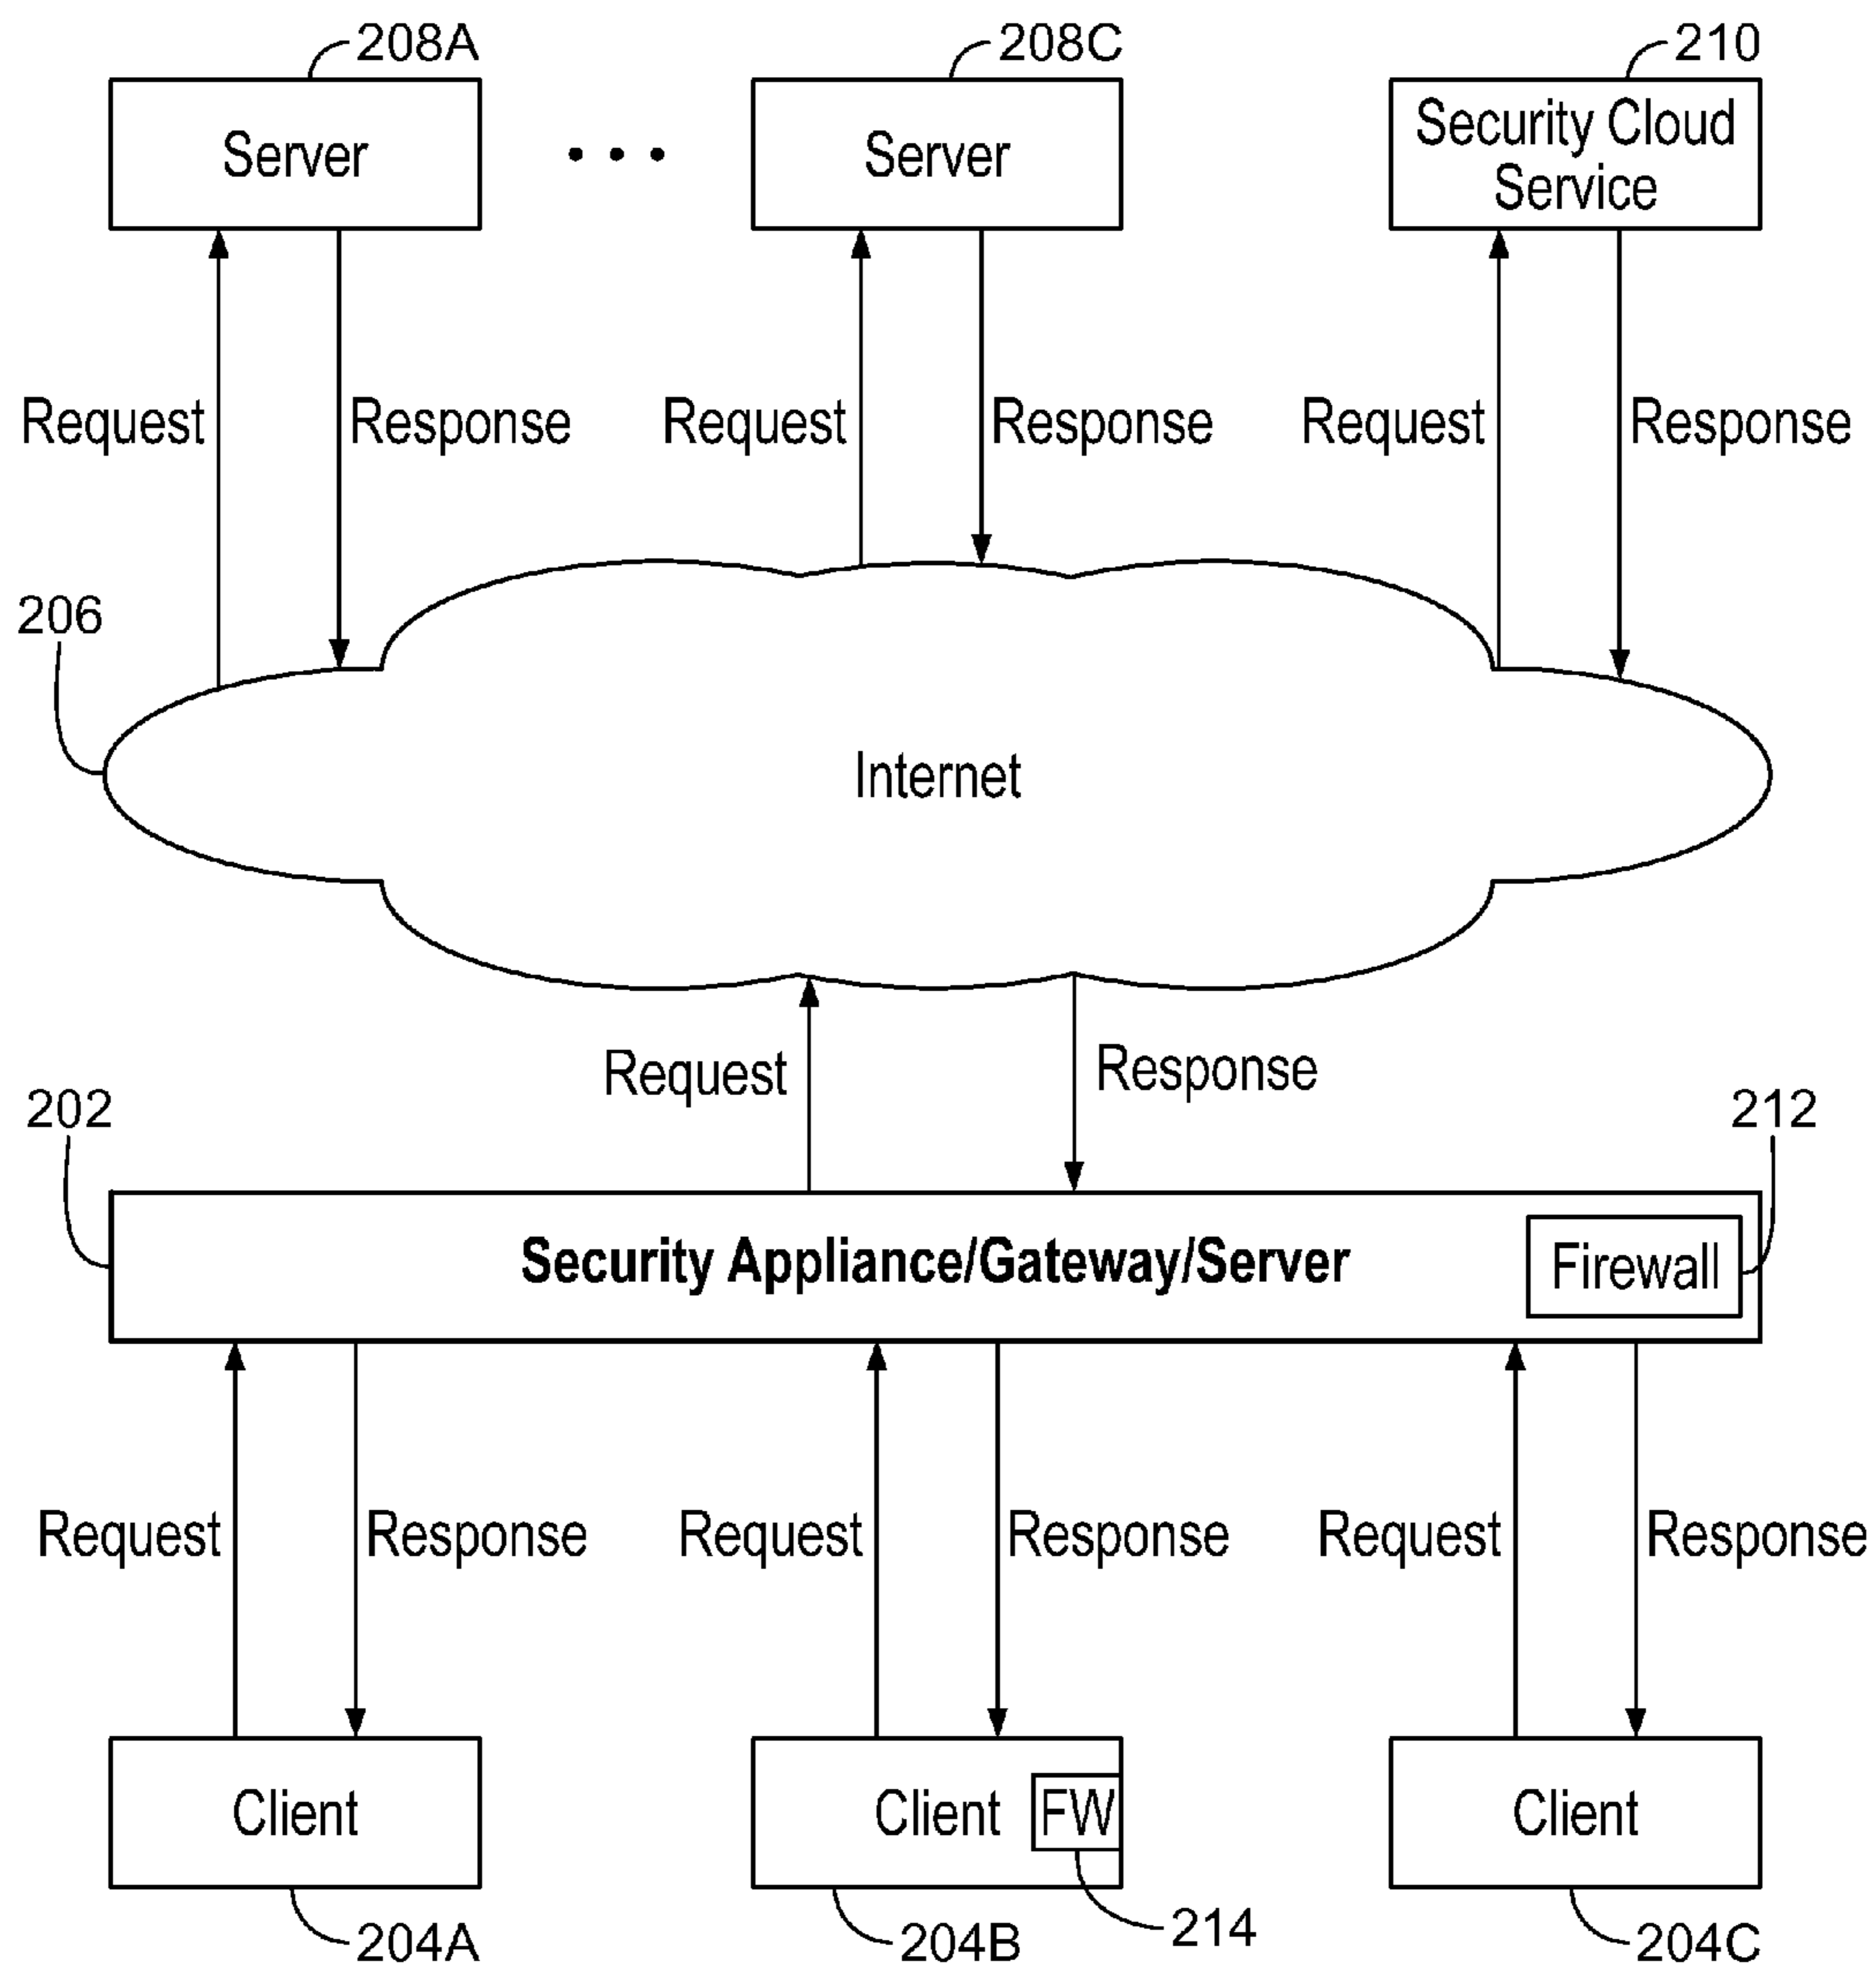 208A
208C
210
Server
Server
Security Cloud
Service
Request
Response
Request
Response
Request
Response
206
Internet
Request
Response
202
212
Security Appliance/Gateway/Server
Firewall
Request
Response
Request
Response
Request
Response
Client
Client
FW
Client
204A
204B
214
204C